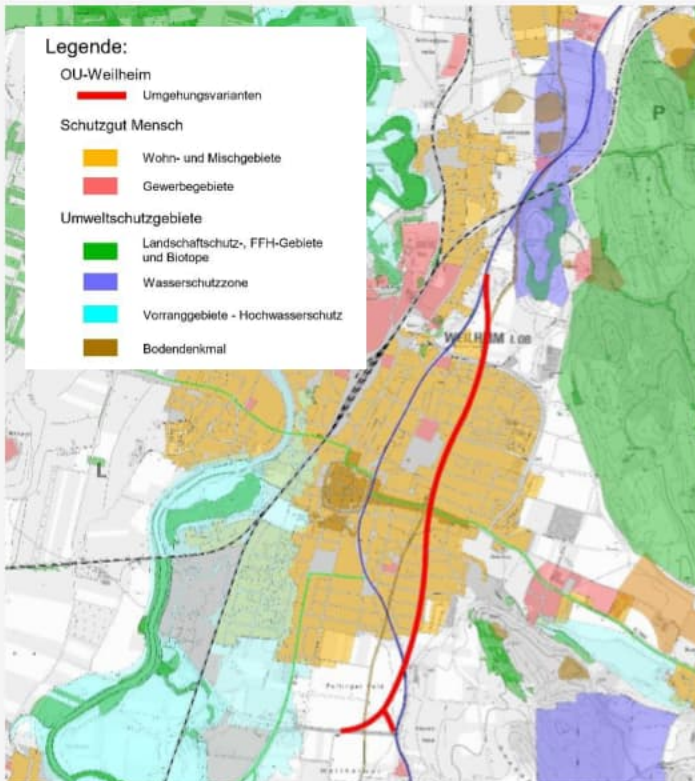 Legende:
OU-Weilheim
Umgehungsvarianten
Schutzgut Mensch
Wohn- und Mischgebiete
Gewerbegebiete
Umweltschutzgebiete
Landschaftschutz-, FFH-Gebiete
und Biotope
Wasserschutzzone
Vorranggebiete - Hochwasserschutz
Bodendenkmal
P
WEILHEIM i. OB
L